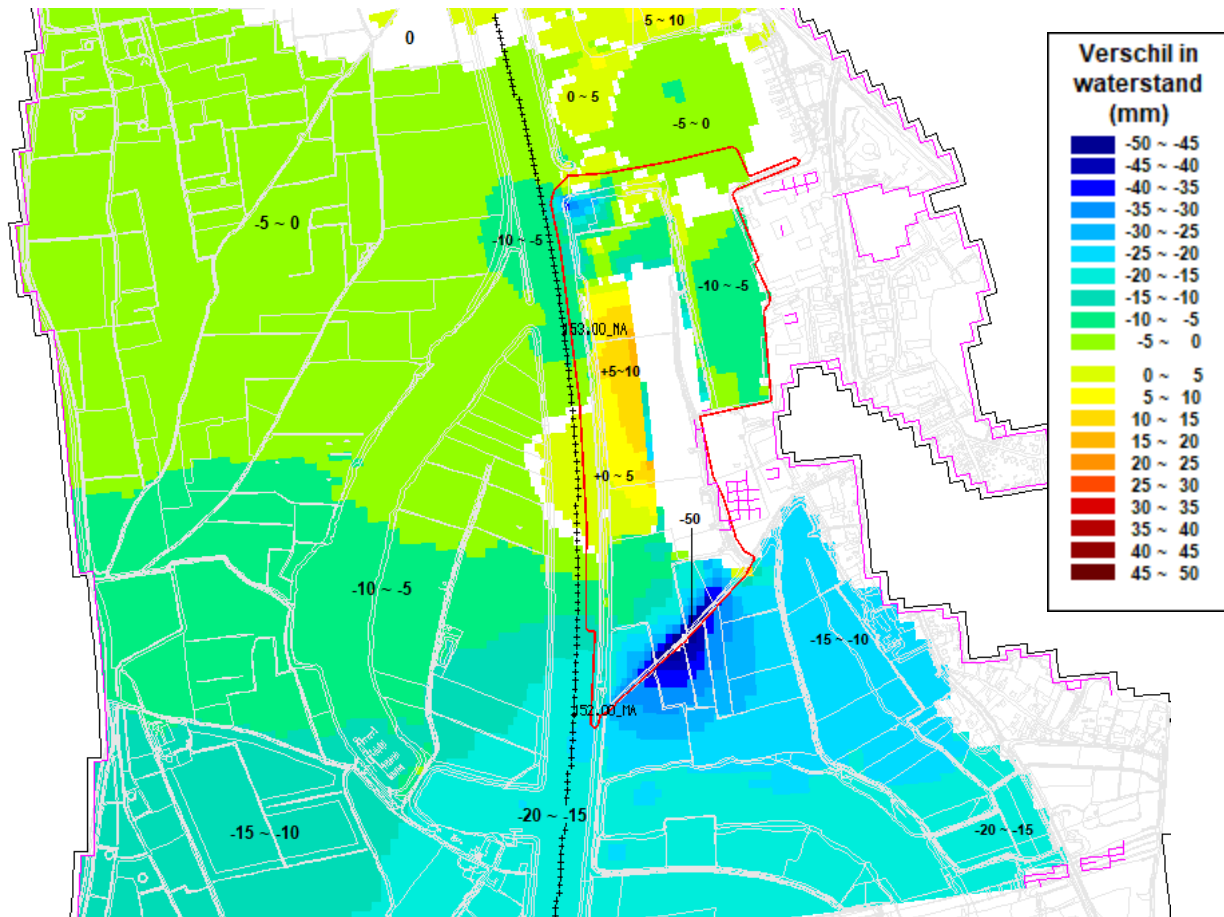 0
5 ~ 10
0 ~ 5
-5 ~ 0
-5 ~ 0
-10 ~ -5
-10 ~ -5
153.00_MA
+5~10
+0 ~ 5
-50
-10 ~ -5
-15 ~ -10
152.00_MA
-20 ~ -15
-15 ~ -10
-20 ~ -15
Verschil in
waterstand
(mm)
-50 ~ -45
-45 ~ -40
-40 ~ -35
-35 ~ -30
-30 ~ -25
-25 ~ -20
-20 ~ -15
-15 ~ -10
-10 ~ -5
-5 ~ 0
0 ~ 5
5 ~ 10
10 ~ 15
15 ~ 20
20 ~ 25
25 ~ 30
30 ~ 35
35 ~ 40
40 ~ 45
45 ~ 50